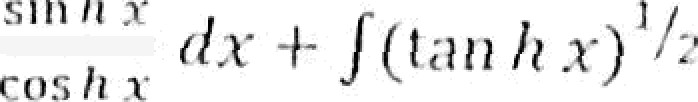 sin h x / cos h x dx + ∫(tan h x)^1/2